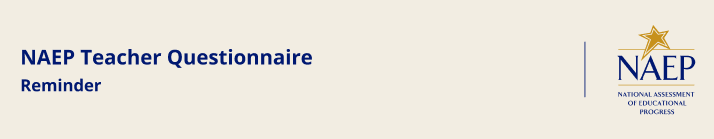 NAEP Teacher Questionnaire
Reminder
NAEP
NATIONAL ASSESSMENT
OF EDUCATIONAL
PROGRESS